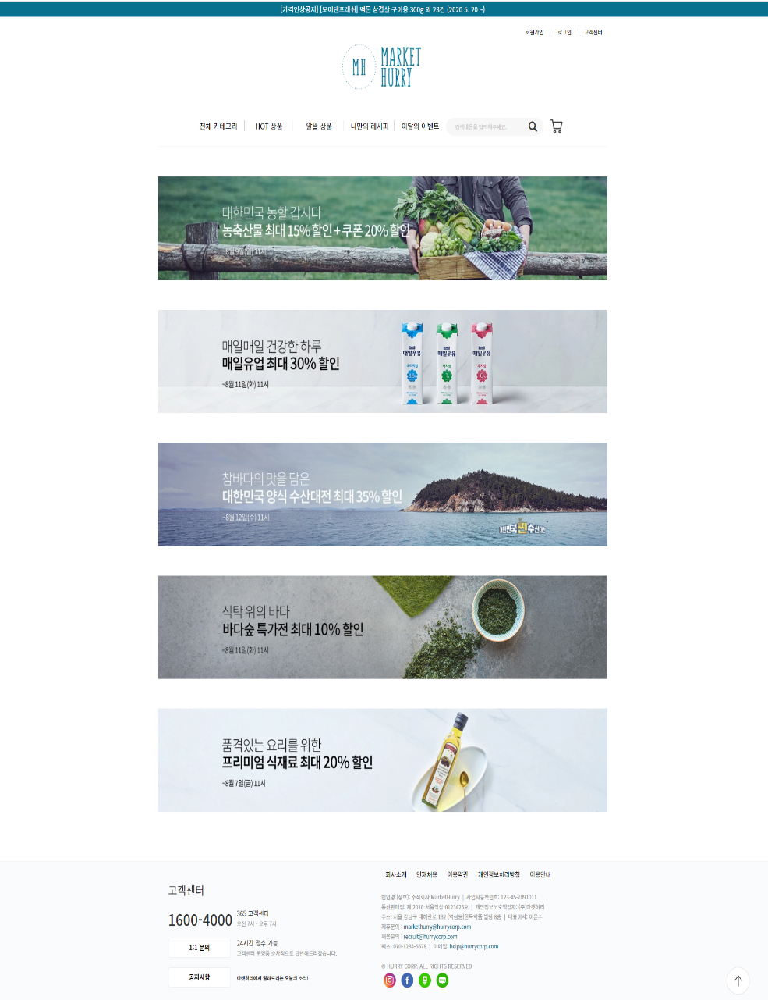 [가격인상공지] [모어댄프레쉬] 맥돈 삼겹살 구이용 300g 외 23건 (2020 5. 20 ~)
회원가입 로그인 고객센터
MH MARKET HURRY
전체 카테고리 HOT 상품 알뜰 상품 나만의 레시피 이달의 이벤트 검색내용을 입력해주세요.
대한민국 농할 갑시다
농축산물 최대 15% 할인 + 쿠폰 20% 할인
~8월 9일(일) 11시
매일매일 건강한 하루
매일유업 최대 30% 할인
~8월 11일(화) 11시
매일우유 매일우유 매일우유
참바다의 맛을 담은
대한민국 양식 수산대전 최대 35% 할인
~8월 12일(수) 11시
식탁 위의 바다
바다숲 특가전 최대 10% 할인
~8월 11일(화) 11시
품격있는 요리를 위한
프리미엄 식재료 최대 20% 할인
~8월 7일(금) 11시
고객센터
1600-4000 365 고객센터
오전 7시 - 오후 7시
1:1 문의 24시간 접수 가능
고객센터 운영중 순차적으로 답변해드리겠습니다.
공지사항 마켓허리에서 알려드리는 오늘의 소식!
회사소개 인재채용 이용약관 개인정보처리방침 이용안내
법인명 (상호): 주식회사 MarketHurry | 사업자등록번호: 123-45-7891011
통신판매업: 제 2018-서울역삼-0123425호 | 개인정보보호책임자: (주)마켓허리
주소: 서울 강남구 테헤란로 132 (역삼동)한독약품 빌딩 8층 | 대표이사: 이은수
제휴문의 : markethurry@hurrycorp.com
채용문의 : recruit@hurrycorp.com
팩스: 070-1234-5678 | 이메일: help@hurrycorp.com
© HURRY CORP. ALL RIGHTS RESERVED